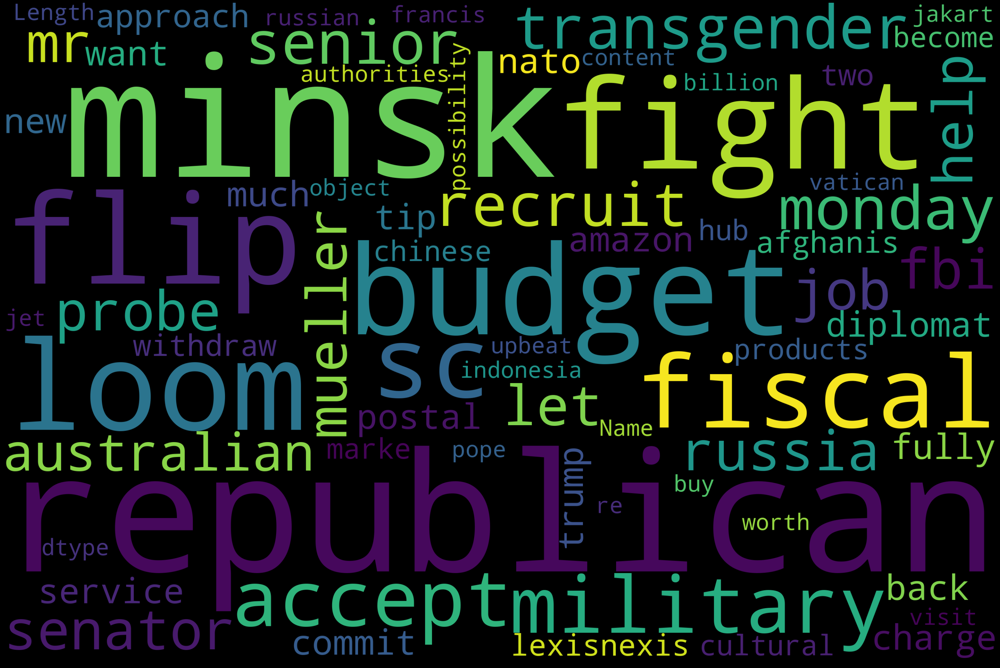 Length
approach
russian
francis
transgender
jakart
mr
want
senior
become
authorities
possibility
nato
content
billion
two
help
new
minsk
fight
flip
much
object
tip
recruit
vatican
monday
mueller
chinese
amazon
hub
afghanis
fbi
budget
job
jet
probe
diplomat
withdraw
upbeat
products
loom
sc
indonesia
fiscal
let
postal
Name
australian
marke
pope
trump
russia
fully
buy
republican
re
worth
dtype
service
accept
military
back
senator
visit
commit
lexisnexis
cultural
charge